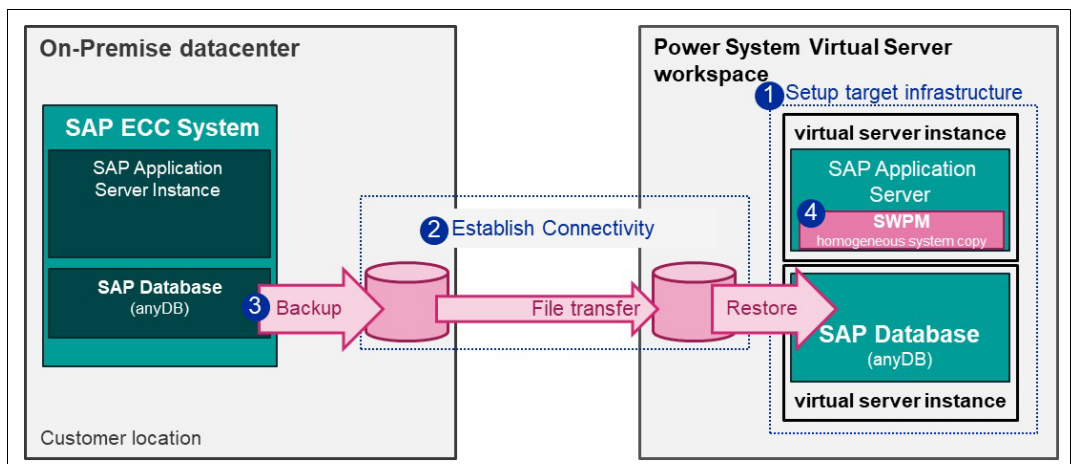 On-Premise datacenter
SAP ECC System
SAP Application
Server Instance
SAP Database
(anyDB)
3 Backup
Customer location
2 Establish Connectivity
File transfer
Power System Virtual Server
workspace
1 Setup target infrastructure
virtual server instance
SAP Application
Server
4 SWPM
homogeneous system copy
Restore
SAP Database
(anyDB)
virtual server instance